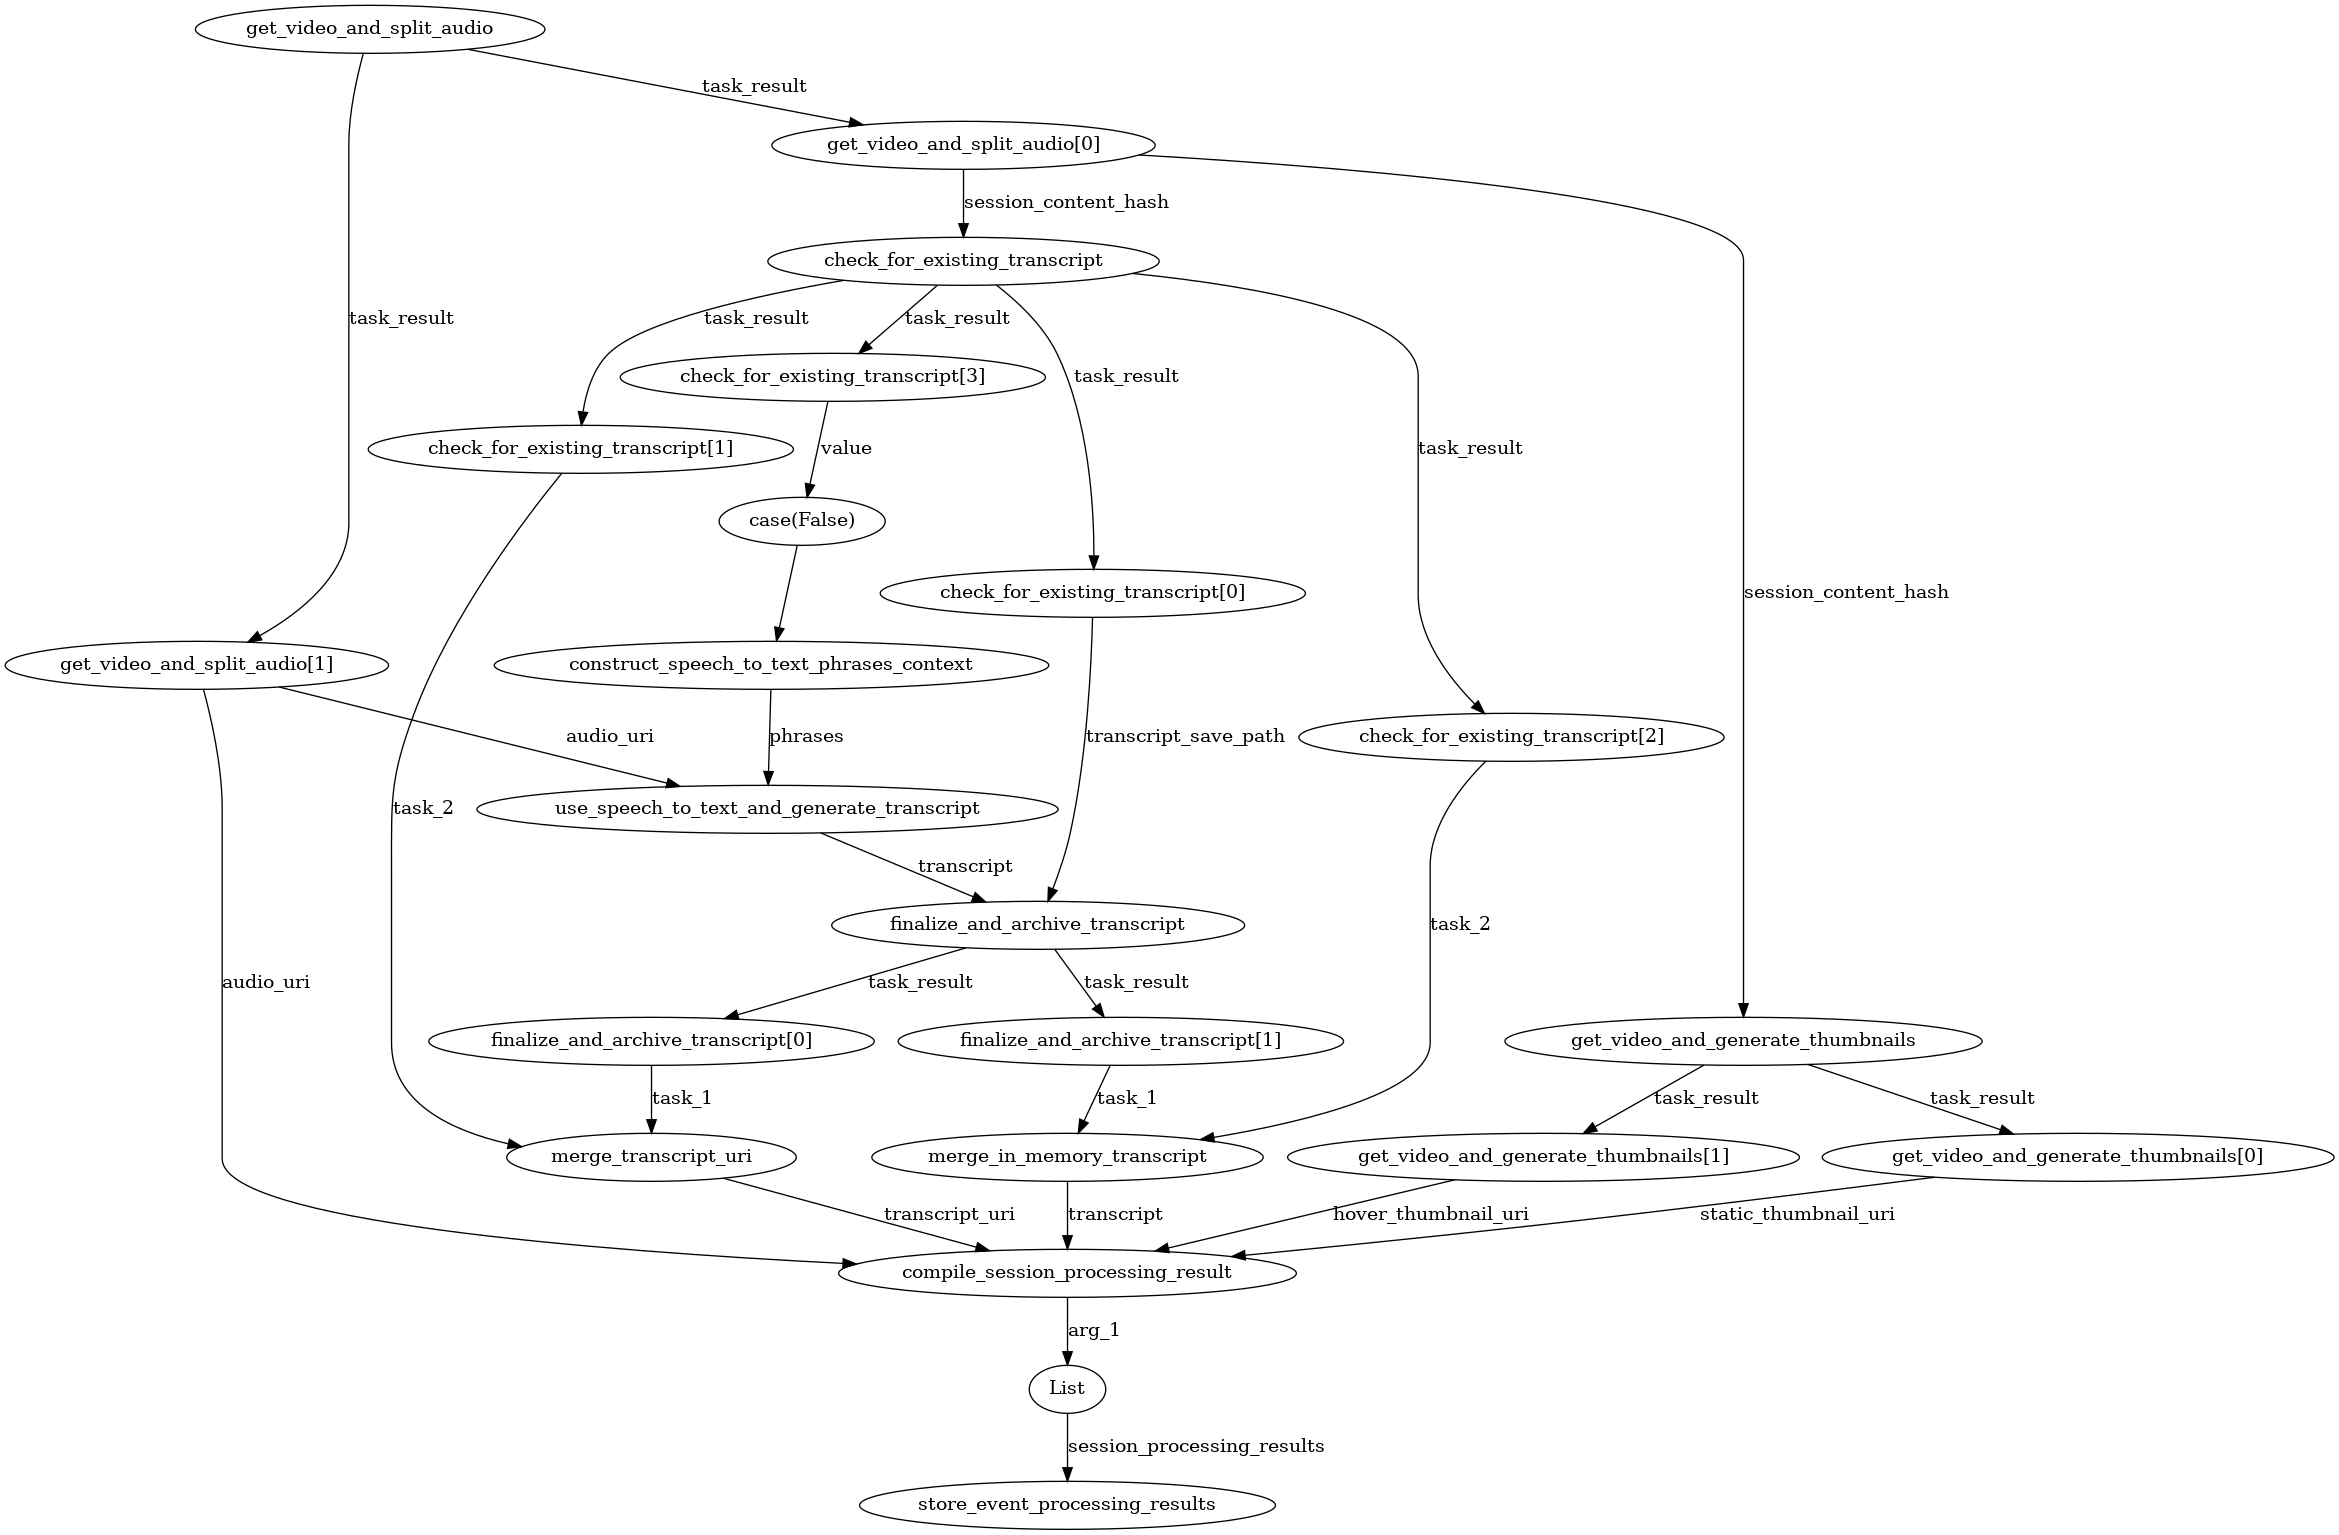 get_video_and_split_audio
task_result
get_video_and_split_audio[0]
session_content_hash
check_for_existing_transcript
task_result
task_result
task_result
task_result
check_for_existing_transcript[3]
task_result
check_for_existing_transcript[1]
value
case(False)
check_for_existing_transcript[0]
session_content_hash
get_video_and_split_audio[1]
construct_speech_to_text_phrases_context
audio_uri
phrases
transcript_save_path
check_for_existing_transcript[2]
task_2
use_speech_to_text_and_generate_transcript
transcript
finalize_and_archive_transcript
task_2
audio_uri
task_result
task_result
finalize_and_archive_transcript[0]
finalize_and_archive_transcript[1]
get_video_and_generate_thumbnails
task_1
task_1
task_result
task_result
merge_transcript_uri
merge_in_memory_transcript
get_video_and_generate_thumbnails[1]
get_video_and_generate_thumbnails[0]
transcript_uri
transcript
hover_thumbnail_uri
static_thumbnail_uri
compile_session_processing_result
arg_1
List
session_processing_results
store_event_processing_results